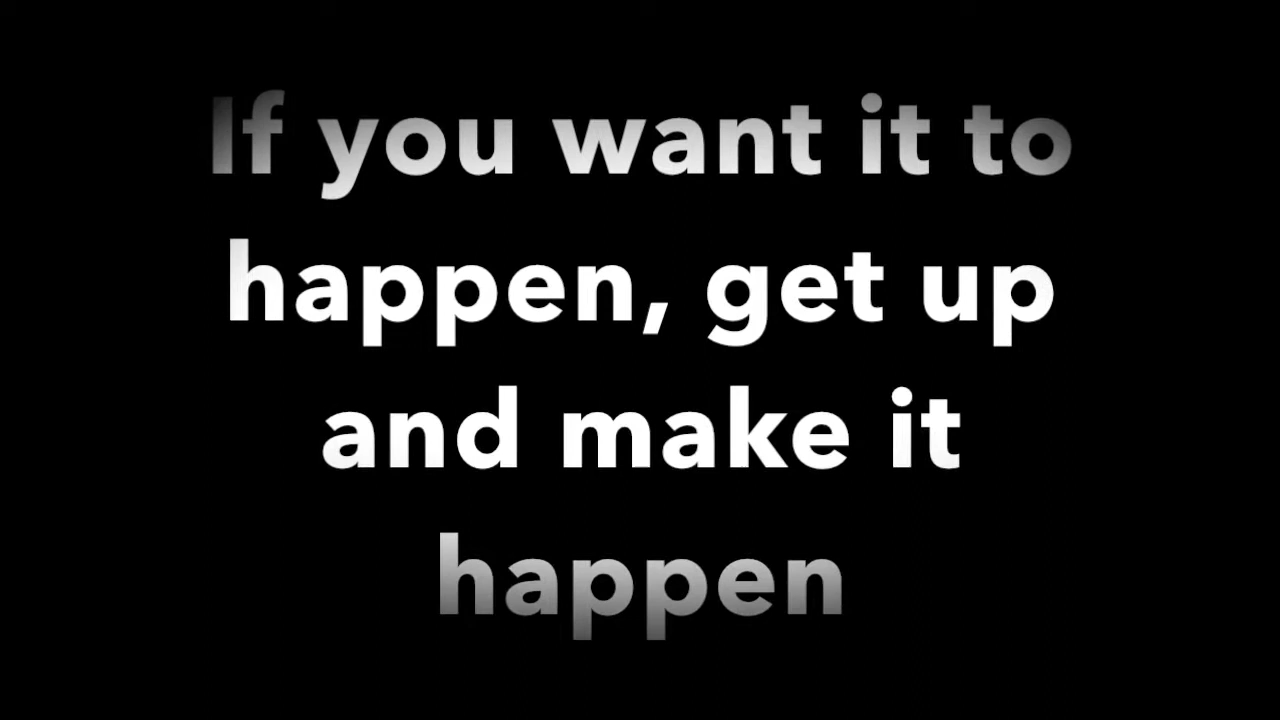 If you want it to
happen, get up
and make it
happen